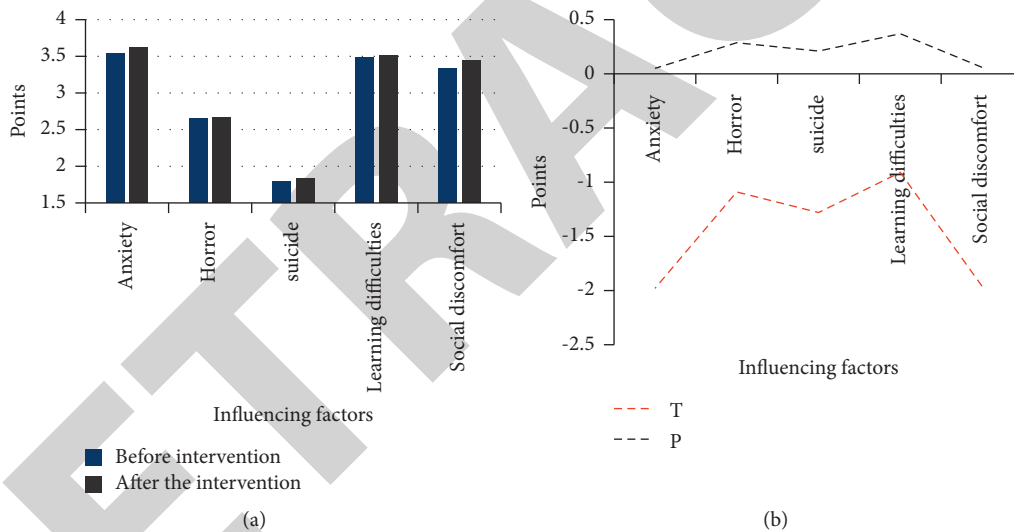 4
3.5
3
2.5
2
1.5
Points
Anxiety
Horror
suicide
Learning difficulties
Social discomfort
Influencing factors
Before intervention
After the intervention
(a)
0.5
0
-0.5
-1
-1.5
-2
-2.5
Points
Anxiety
Horror
suicide
Learning difficulties
Social discomfort
Influencing factors
T
P
(b)
ETRAC